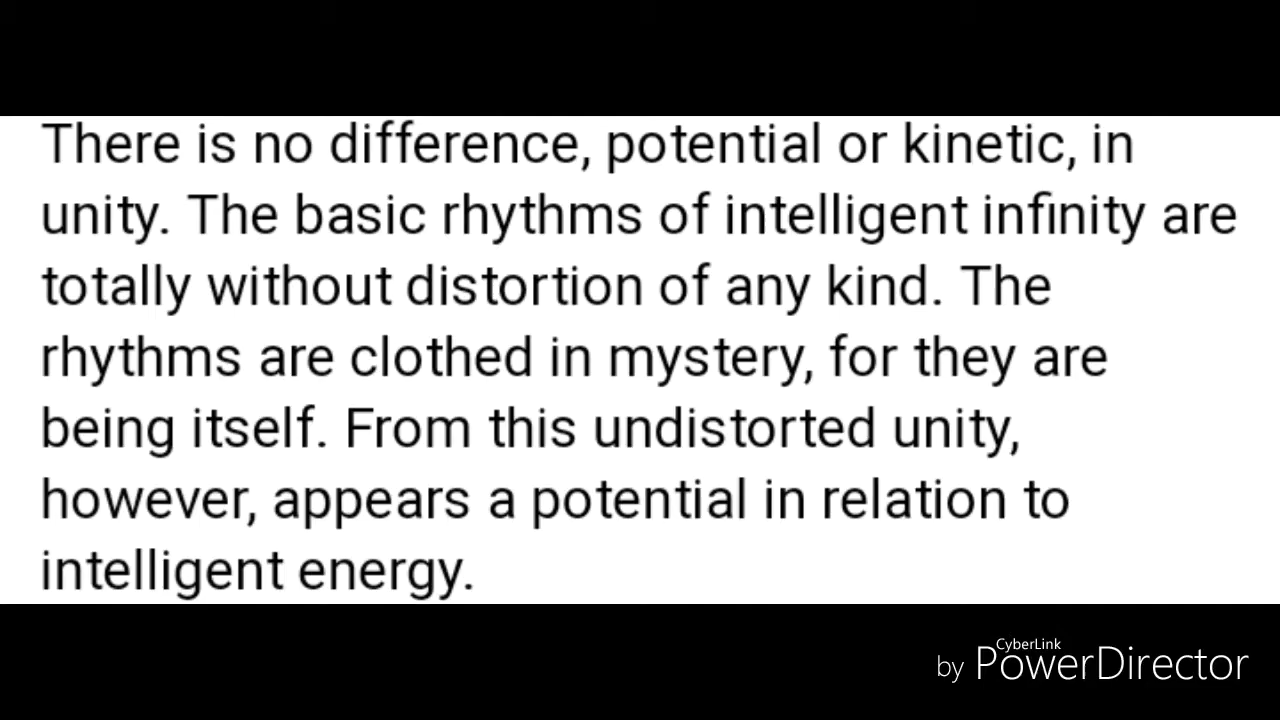 There is no difference, potential or kinetic, in
unity. The basic rhythms of intelligent infinity are
totally without distortion of any kind. The
rhythms are clothed in mystery, for they are
being itself. From this undistorted unity,
however, appears a potential in relation to
intelligent energy.
CyberLink
by PowerDirector